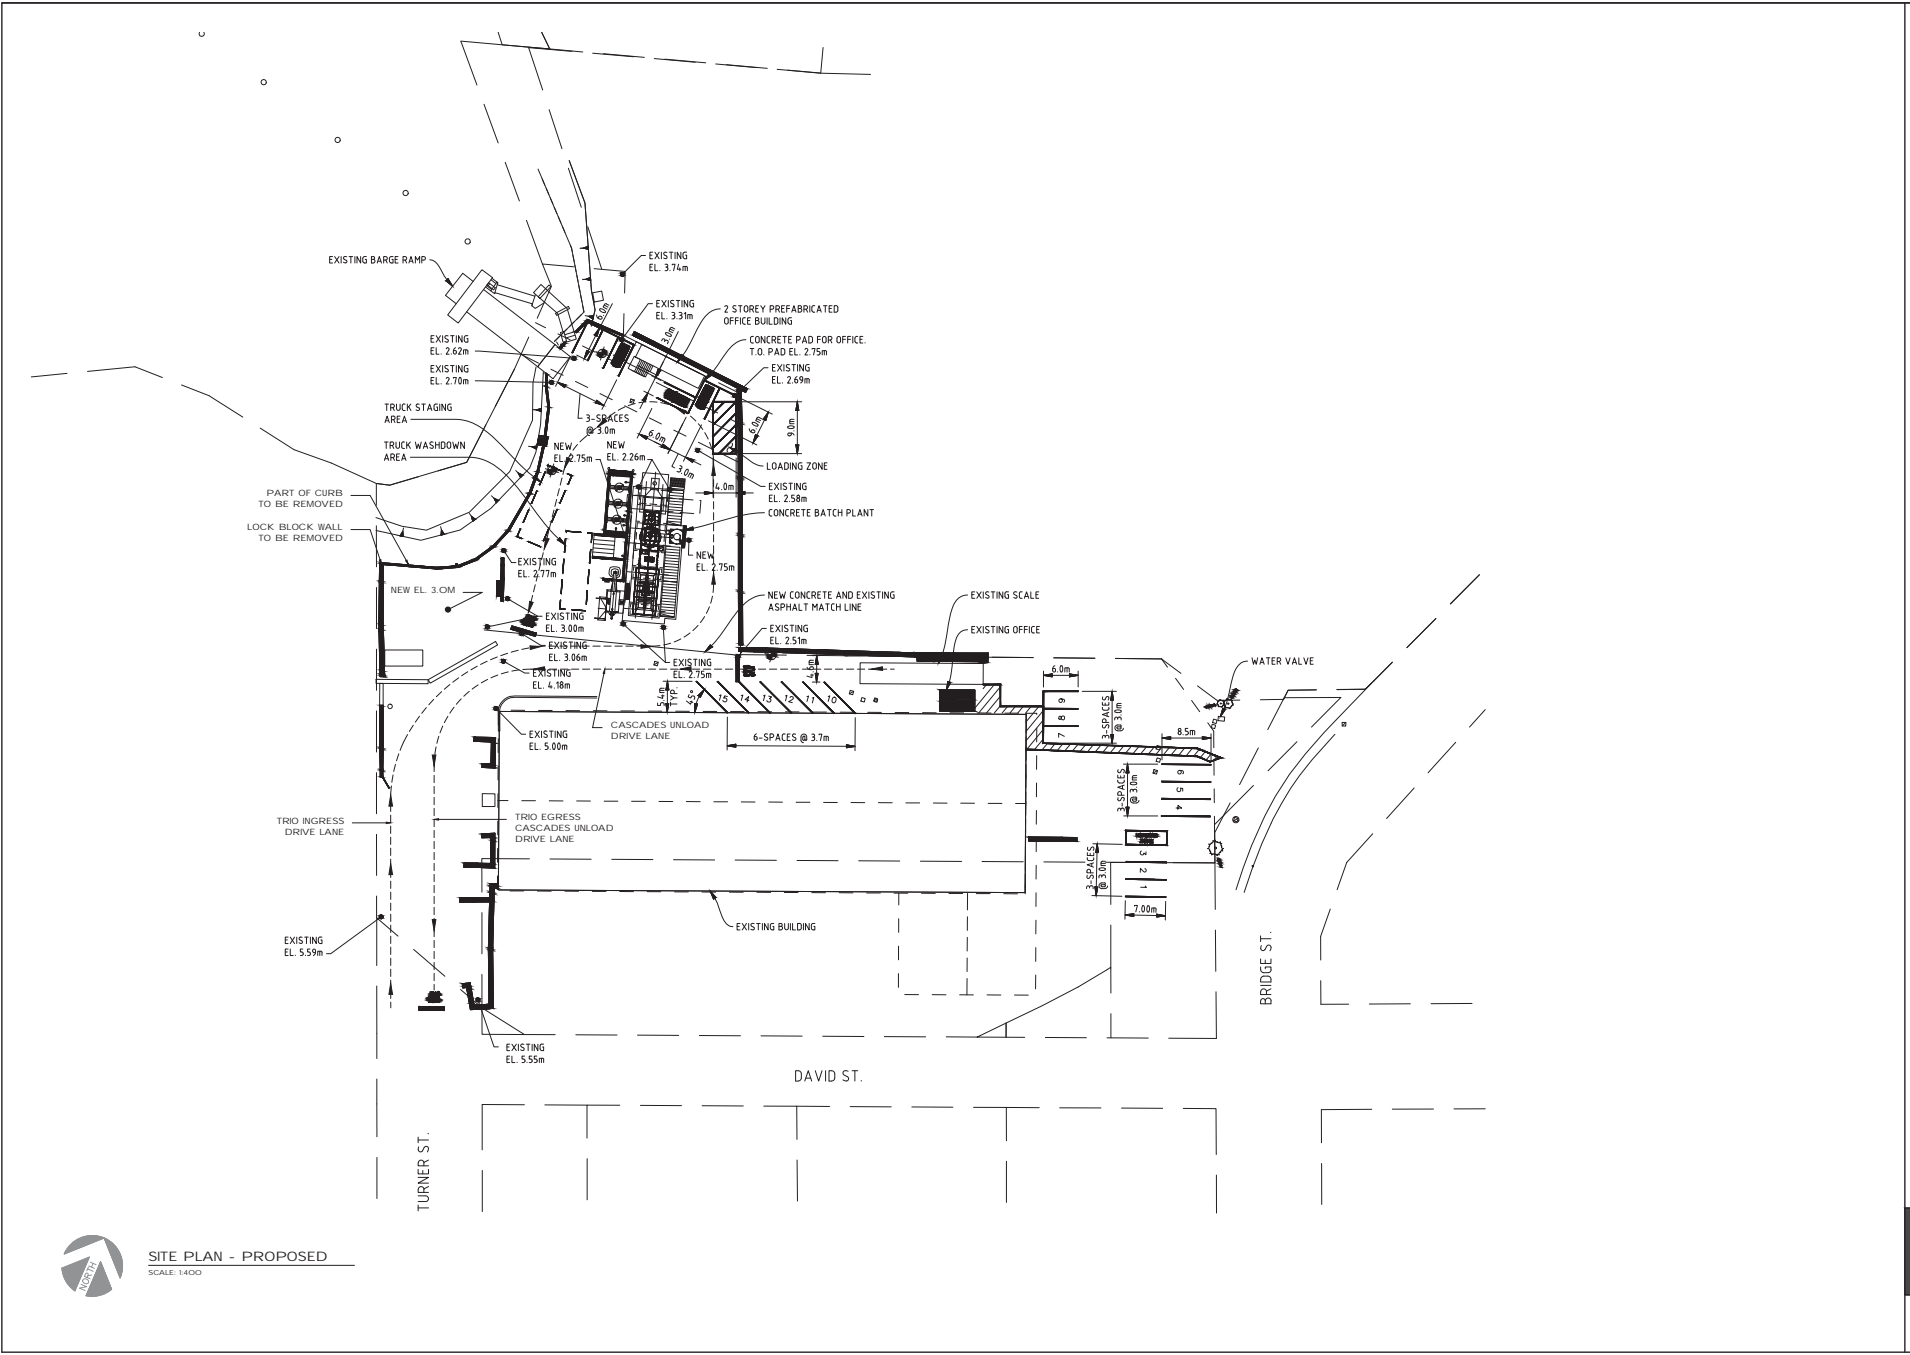 EXISTING BARGE RAMP
EXISTING
EL. 3.74m
6.0m
EXISTING
EL. 3.31m
3.0m
2 STOREY PREFABRICATED
OFFICE BUILDING
EXISTING
EL. 2.62m
CONCRETE PAD FOR OFFICE.
T.O. PAD EL. 2.75m
EXISTING
EL. 2.70m
EXISTING
EL. 2.69m
TRUCK STAGING
AREA
3-SPACES
@ 3.0m
6.0m
6.0m
9.0m
TRUCK WASHDOWN
AREA
NEW
EL. 2.75m
NEW
EL. 2.26m
3.0m
LOADING ZONE
4.0m
EXISTING
EL. 2.58m
PART OF CURB
TO BE REMOVED
CONCRETE BATCH PLANT
LOCK BLOCK WALL
TO BE REMOVED
EXISTING
EL. 2.77m
NEW
EL. 2.75m
NEW EL. 3.0M
NEW CONCRETE AND EXISTING
ASPHALT MATCH LINE
EXISTING SCALE
EXISTING
EL. 3.00m
EXISTING
EL. 2.51m
EXISTING OFFICE
EXISTING
EL. 3.06m
EXISTING
EL. 2.75m
4.6m
WATER VALVE
EXISTING
EL. 4.18m
5.4m
TYP.
45°
15
14
13
12
11
10
6.0m
9
8
7
3-SPACES
@ 3.0m
CASCADES UNLOAD
DRIVE LANE
6-SPACES @ 3.7m
8.5m
EXISTING
EL. 5.00m
3-SPACES
@ 3.0m
6
5
4
TRIO INGRESS
DRIVE LANE
TRIO EGRESS
CASCADES UNLOAD
DRIVE LANE
3-SPACES
@ 3.0m
3
2
1
7.00m
EXISTING BUILDING
EXISTING
EL. 5.59m
BRIDGE ST.
EXISTING
EL. 5.55m
DAVID ST.
TURNER ST.
NORTH
SITE PLAN - PROPOSED
SCALE: 1:400